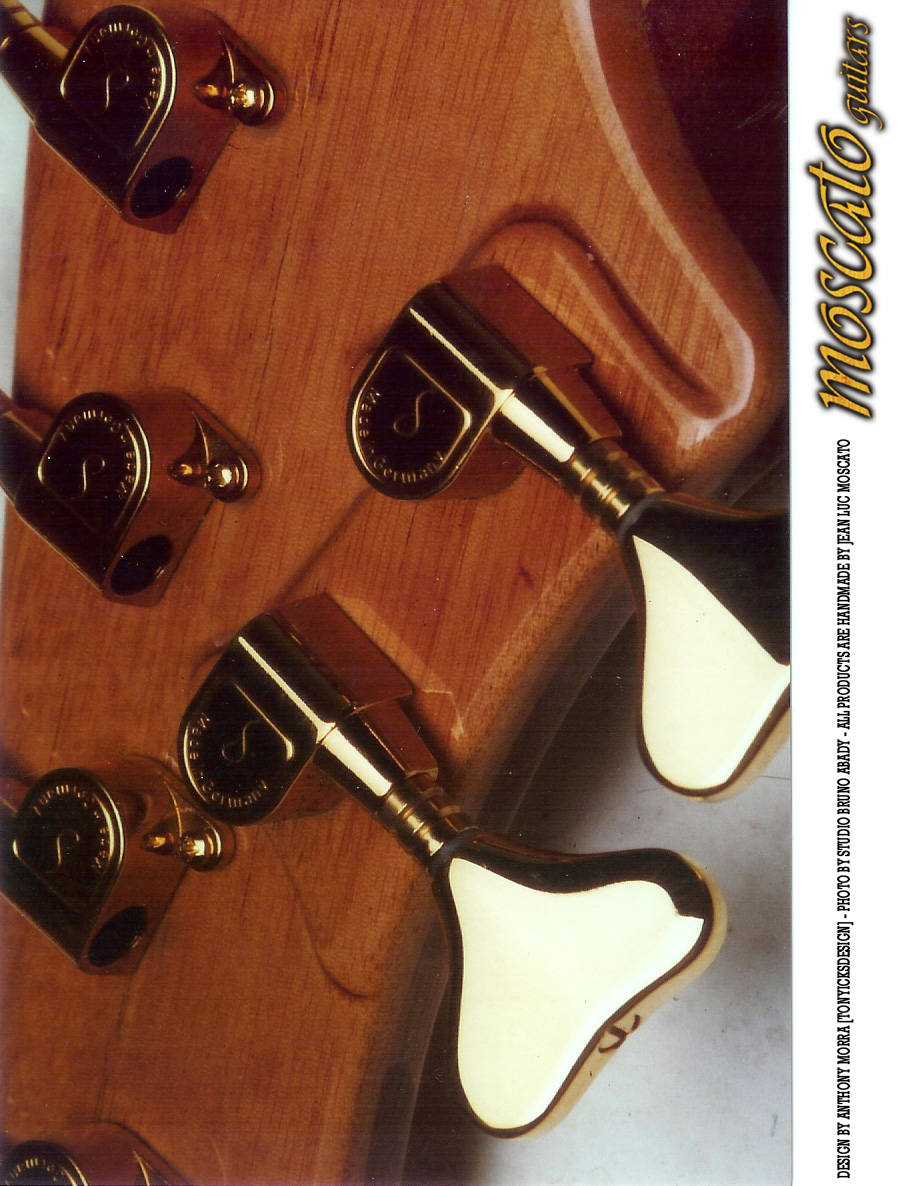 moscato guitars
DESIGN BY ANTHONY MORRA [TONYICKSDESIGN] - PHOTO BY STUDIO BRUNO ABADY - ALL PRODUCTS ARE HANDMADE BY JEAN LUC MOSCATO
Made in Germany
Made in Germany